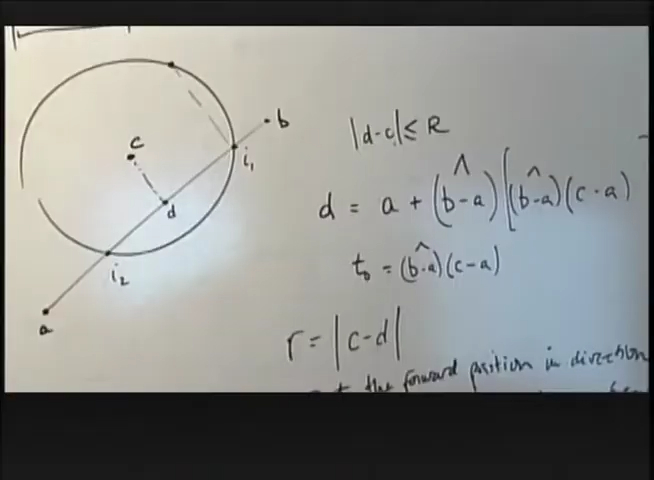 c
b
i₁
d
i₂
a
|d-c| ≤ R
d = a + (b-a)^ [(b-a)^ (c-a)
t₀ = (b-a)^ (c-a)
r = |c-d|
the forward position in direction